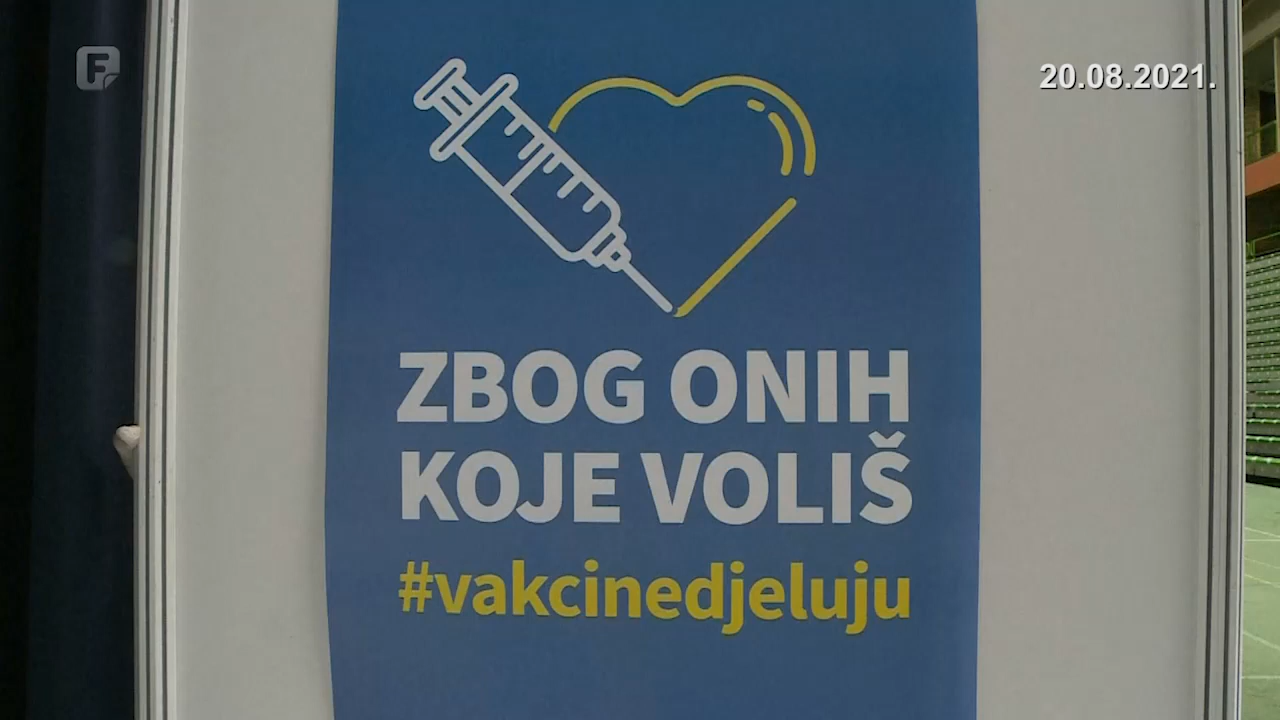 F
20.08.2021.
ZBOG ONIH
KOJE VOLIŠ
#vakcinedjeluju